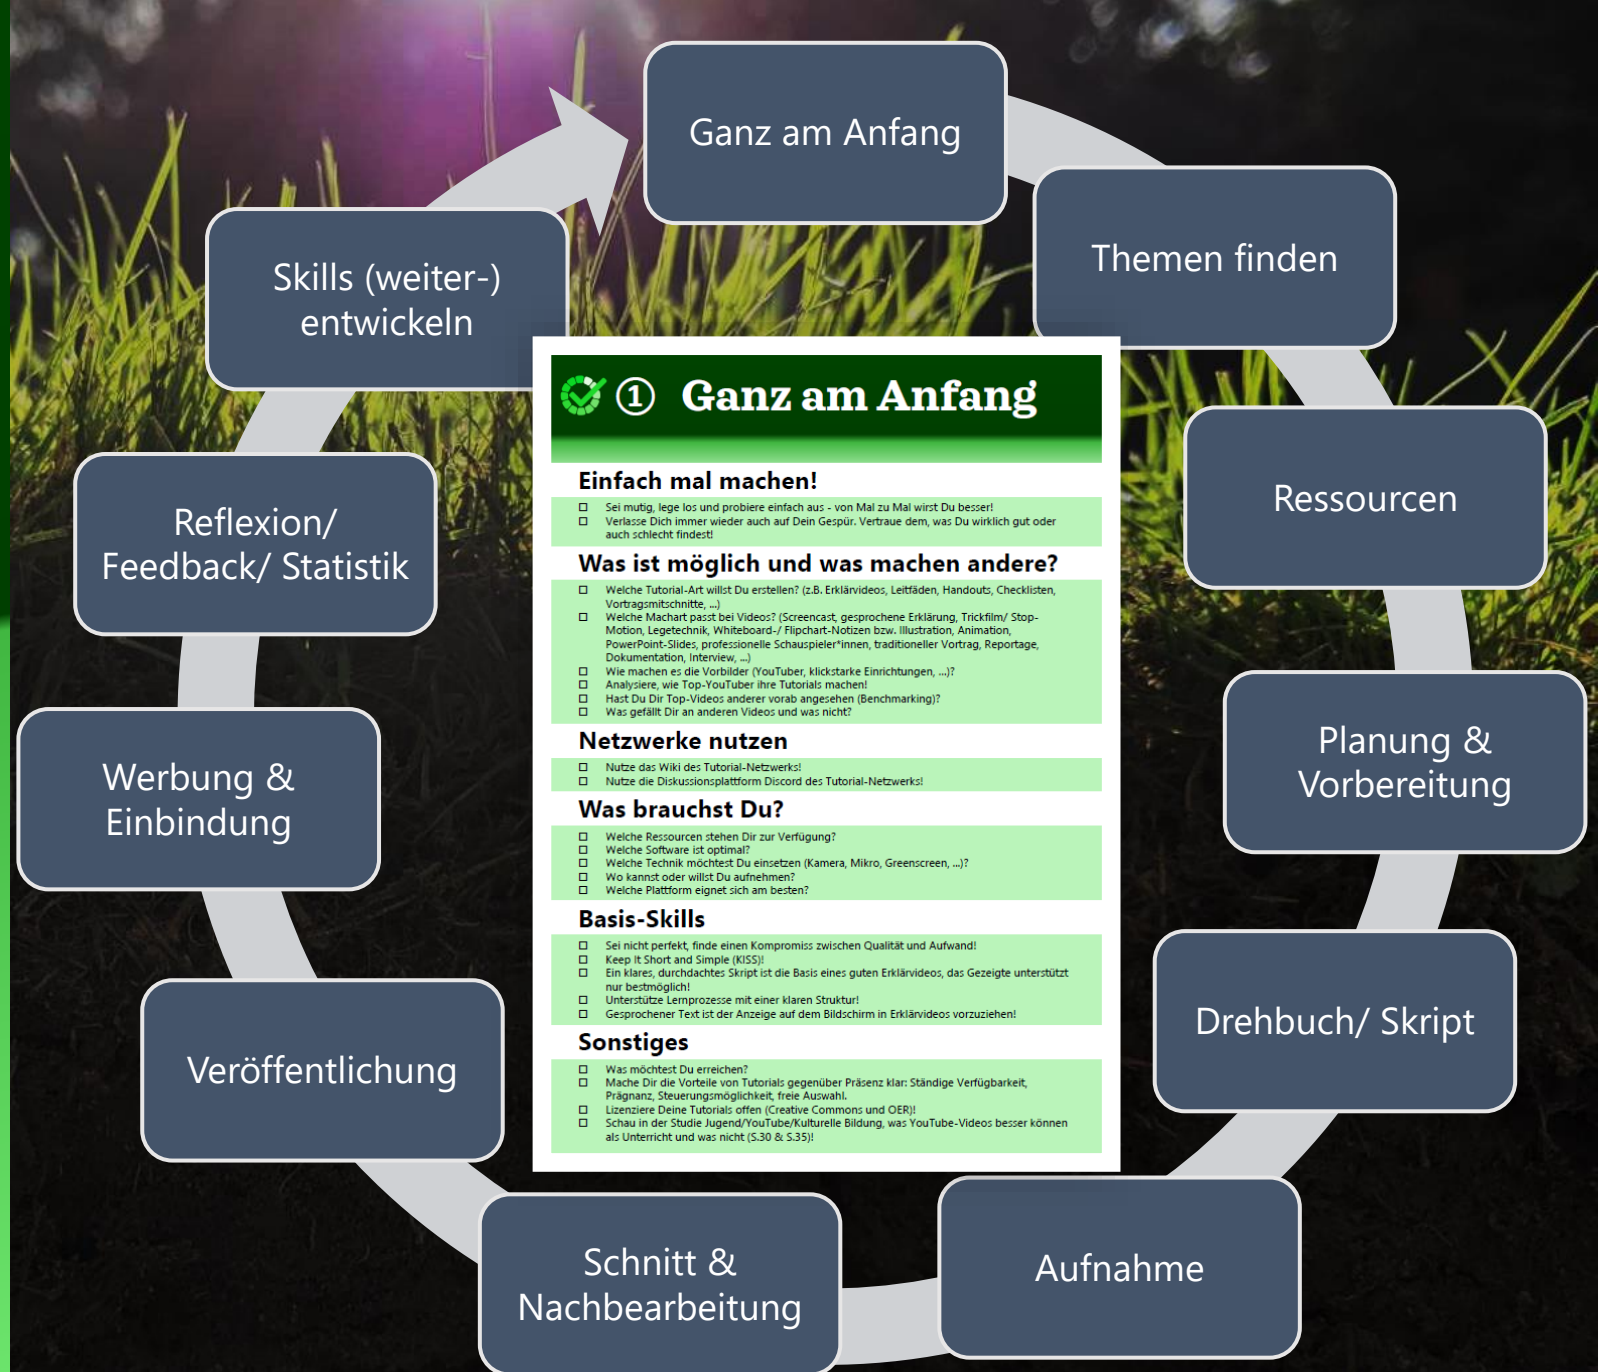 Ganz am Anfang
Themen finden
Ressourcen
Planung &
Vorbereitung
Drehbuch/ Skript
Aufnahme
Schnitt &
Nachbearbeitung
Veröffentlichung
Werbung &
Einbindung
Reflexion/
Feedback/ Statistik
Skills (weiter-)
entwickeln
① Ganz am Anfang
Einfach mal machen!
☐ Sei mutig, lege los und probiere einfach aus - von Mal zu Mal wirst Du besser!
☐ Verlasse Dich immer wieder auch auf Dein Gespür. Vertraue dem, was Du wirklich gut oder
auch schlecht findest!
Was ist möglich und was machen andere?
☐ Welche Tutorial-Art willst Du erstellen? (z.B. Erklärvideos, Leitfäden, Handouts, Checklisten,
Vortragsmitschnitte, ...)
☐ Welche Machart passt bei Videos? (Screencast, gesprochene Erklärung, Trickfilm/ Stop-
Motion, Legetechnik, Whiteboard-/ Flipchart-Notizen bzw. Illustration, Animation,
PowerPoint-Slides, professionelle Schauspieler*innen, traditioneller Vortrag, Reportage,
Dokumentation, Interview, ...)
☐ Wie machen es die Vorbilder (YouTuber, klickstarke Einrichtungen, ...)?
☐ Analysiere, wie Top-YouTuber ihre Tutorials machen!
☐ Hast Du Dir Top-Videos anderer vorab angesehen (Benchmarking)?
☐ Was gefällt Dir an anderen Videos und was nicht?
Netzwerke nutzen
☐ Nutze das Wiki des Tutorial-Netzwerks!
☐ Nutze die Diskussionsplattform Discord des Tutorial-Netzwerks!
Was brauchst Du?
☐ Welche Ressourcen stehen Dir zur Verfügung?
☐ Welche Software ist optimal?
☐ Welche Technik möchtest Du einsetzen (Kamera, Mikro, Greenscreen, ...)?
☐ Wo kannst oder willst Du aufnehmen?
☐ Welche Plattform eignet sich am besten?
Basis-Skills
☐ Sei nicht perfekt, finde einen Kompromiss zwischen Qualität und Aufwand!
☐ Keep It Short and Simple (KISS)!
☐ Ein klares, durchdachtes Skript ist die Basis eines guten Erklärvideos, das Gezeigte unterstützt
nur bestmöglich!
☐ Unterstütze Lernprozesse mit einer klaren Struktur!
☐ Gesprochener Text ist der Anzeige auf dem Bildschirm in Erklärvideos vorzuziehen!
Sonstiges
☐ Was möchtest Du erreichen?
☐ Mache Dir die Vorteile von Tutorials gegenüber Präsenz klar: Ständige Verfügbarkeit,
Prägnanz, Steuerungsmöglichkeit, freie Auswahl.
☐ Lizenziere Deine Tutorials offen (Creative Commons und OER)!
☐ Schau in der Studie Jugend/YouTube/Kulturelle Bildung, was YouTube-Videos besser können
als Unterricht und was nicht (S.30 & S.35)!